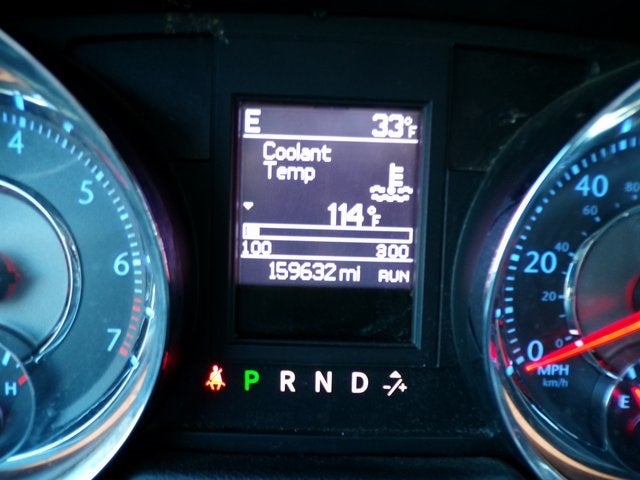 E 33°F
Coolant
Temp
114°F
100 300
159632 mi RUN
P R N D -/+
4
5
6
7
H
40
20
0
MPH
km/h
80
60
40
20
0
E